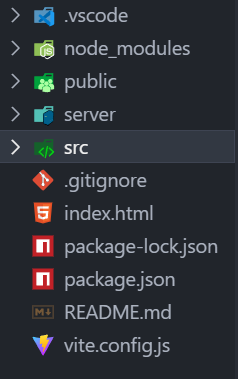 .vscode
node_modules
public
server
src
.gitignore
index.html
package-lock.json
package.json
README.md
vite.config.js